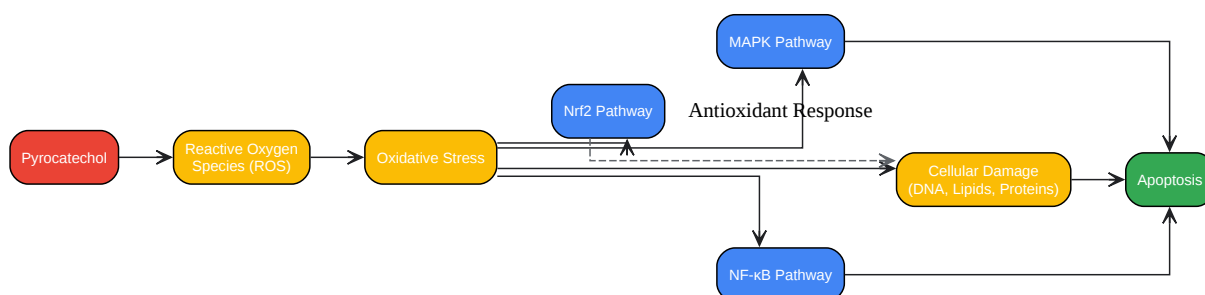 MAPK Pathway
Nrf2 Pathway
Antioxidant Response
Pyrocatechol
Reactive Oxygen
Species (ROS)
Oxidative Stress
Cellular Damage
(DNA, Lipids, Proteins)
Apoptosis
NF-κB Pathway